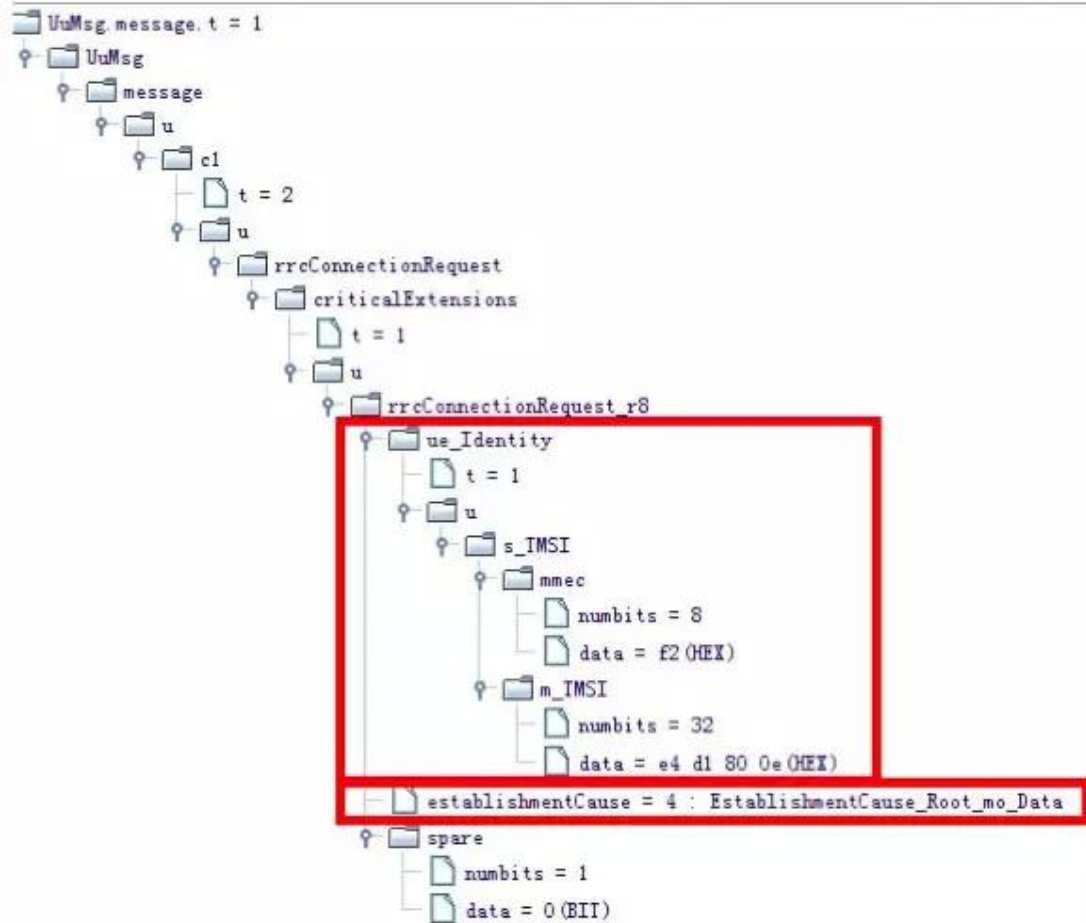 UuMsg.message.t = 1
UuMsg
message
u
c1
t = 2
u
rrcConnectionRequest
criticalExtensions
t = 1
u
rrcConnectionRequest_r8
ue_Identity
t = 1
u
s_TMSI
mmec
numbits = 8
data = f2(HEX)
m_TMSI
numbits = 32
data = e4 d1 80 0e(HEX)
establishmentCause = 4 : EstablishmentCause_Root_mo_Data
spare
numbits = 1
data = 0(BIT)